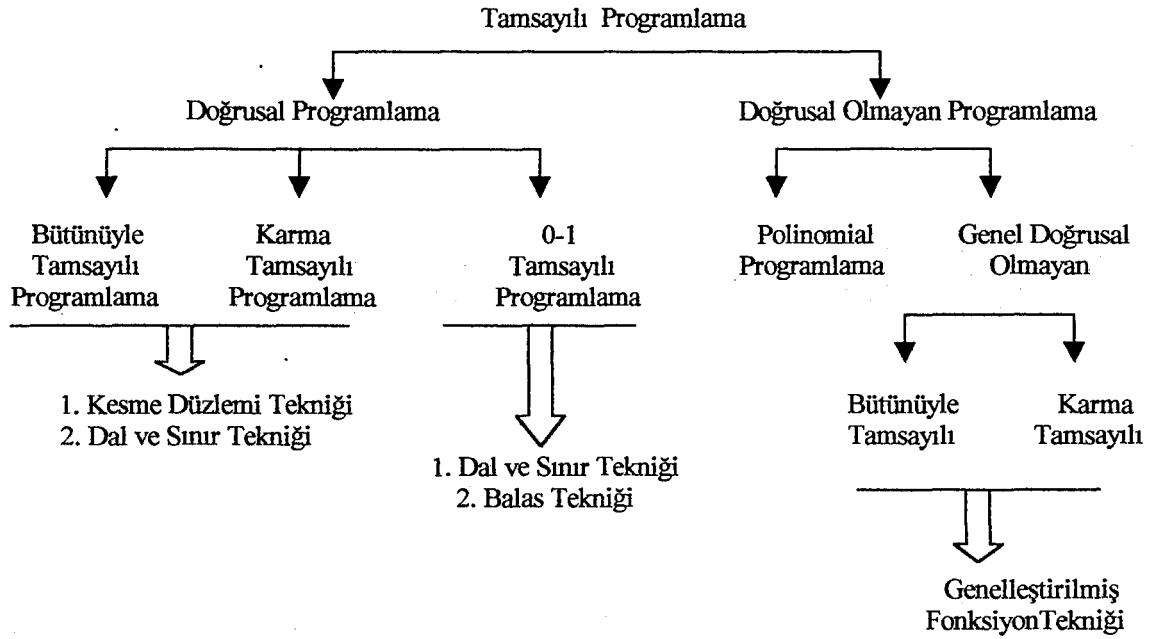 Tamsayılı Programlama
Doğrusal Programlama
Doğrusal Olmayan Programlama
Bütünüyle
Tamsayılı
Programlama
Karma
Tamsayılı
Programlama
0-1
Tamsayılı
Programlama
Polinomial
Programlama
Genel Doğrusal
Olmayan
1. Kesme Düzlemi Tekniği
2. Dal ve Sınır Tekniği
1. Dal ve Sınır Tekniği
2. Balas Tekniği
Bütünüyle
Tamsayılı
Karma
Tamsayılı
Genelleştirilmiş
FonksiyonTekniği